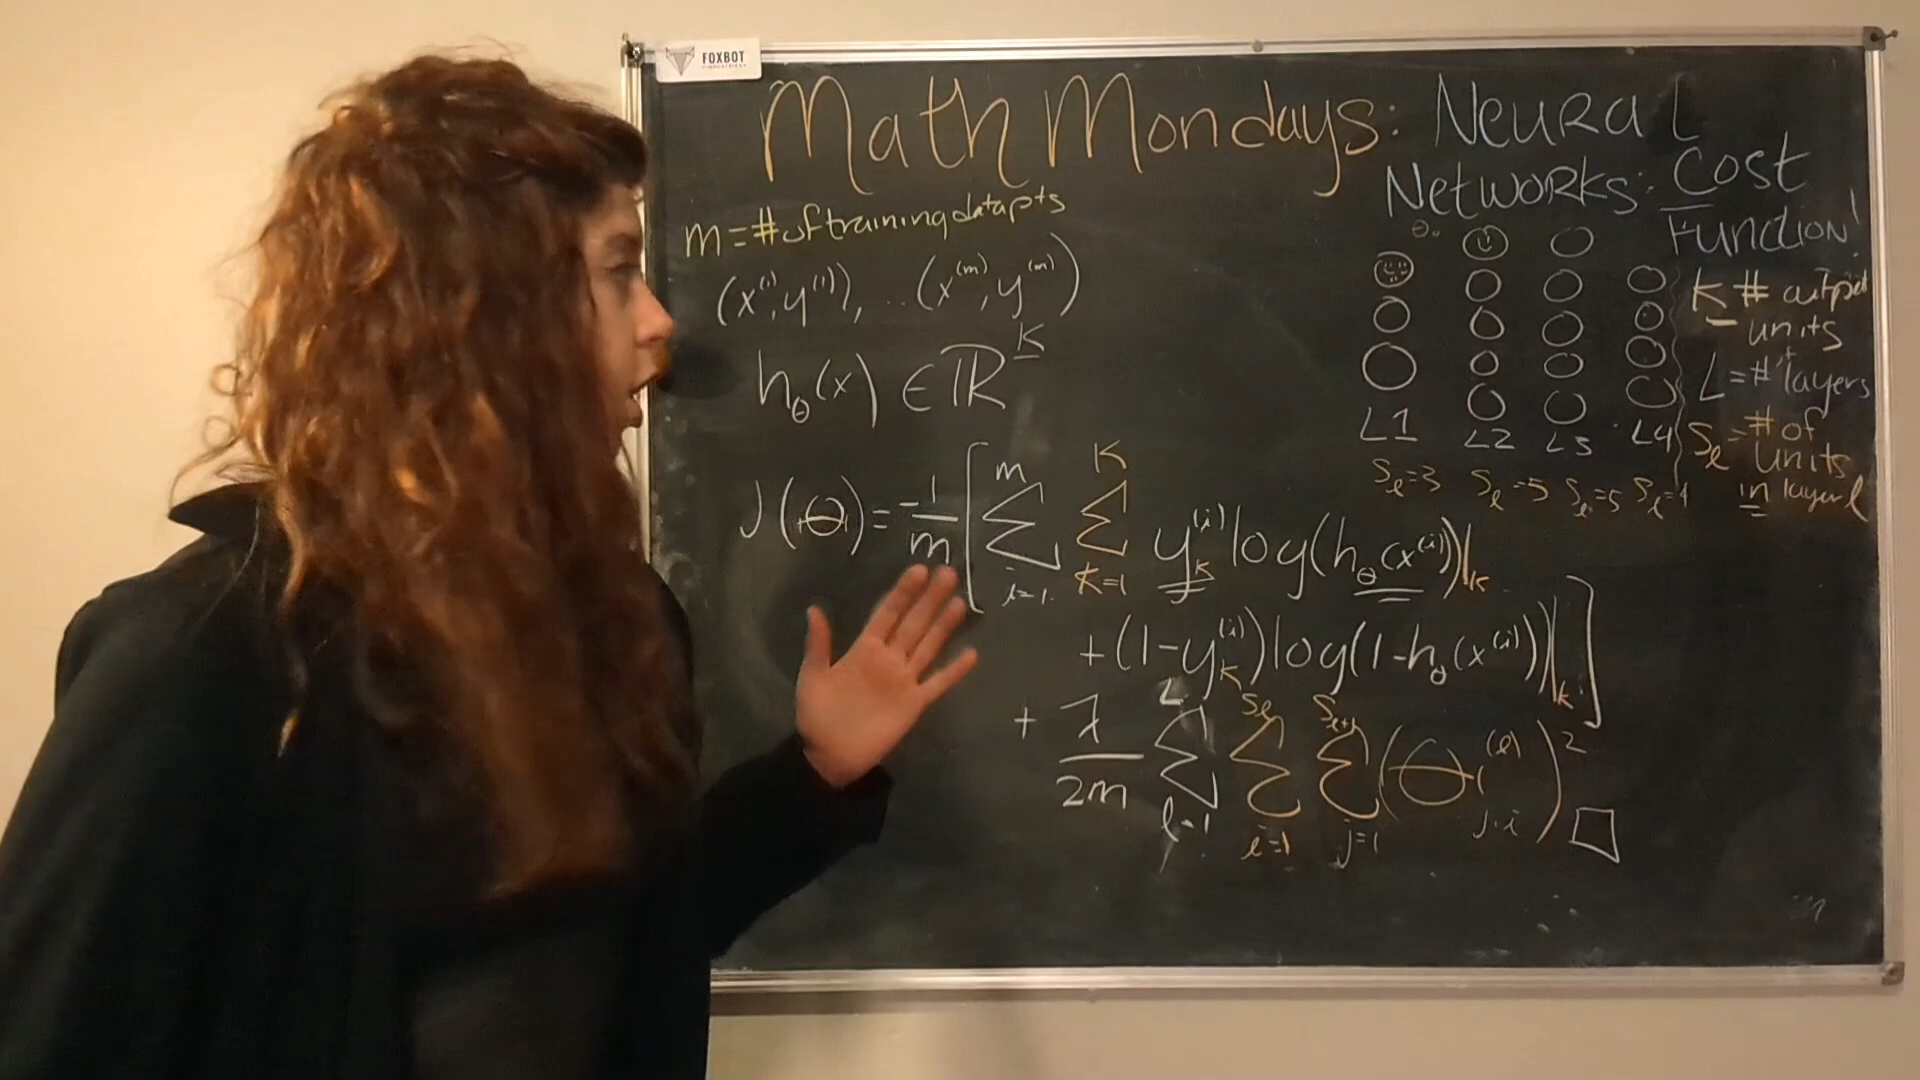 FOXBOT
Math Mondays: Neural
Networks: Cost
Function!
m = # of training data pts
(x⁽¹⁾, y⁽¹⁾), ... (x⁽ᵐ⁾, y⁽ᵐ⁾)
h_θ(x) ∈ ℝ^K
K # output
units
L = # layers
S_l = # of
units
in layer l
L1 L2 L3 L4
S_l=3 S_l=5 S_l=5 S_l=4
J(Θ) = -1/m [ Σ_{i=1}^{m} Σ_{k=1}^{K} y_k^{(i)} log(h_θ(x^{(i)}))|_k
+ (1-y_k^{(i)}) log(1-h_θ(x^{(i)}))|_k ]
+ λ/2m Σ_{l=1}^{L} Σ_{i=1}^{S_l} Σ_{j=1}^{S_{l+1}} (Θ_{j,i}^{(l)})²